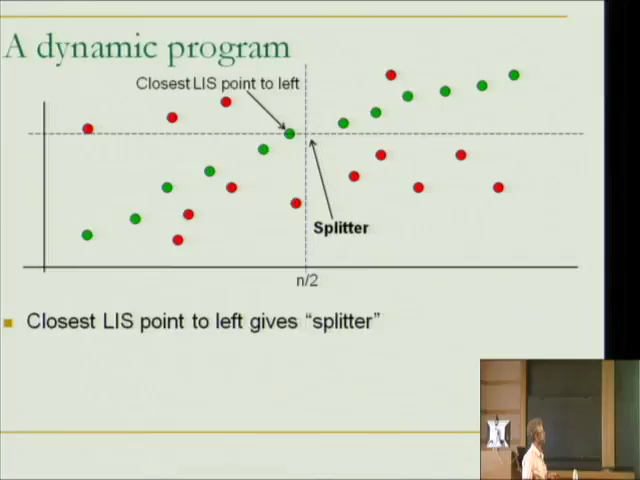 A dynamic program
Closest LIS point to left
Splitter
n/2
Closest LIS point to left gives “splitter”